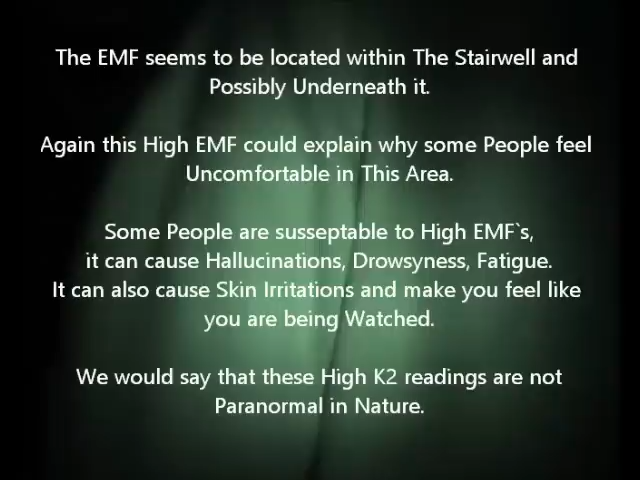 The EMF seems to be located within The Stairwell and
Possibly Underneath it.
Again this High EMF could explain why some People feel
Uncomfortable in This Area.
Some People are susseptable to High EMF`s,
it can cause Hallucinations, Drowsyness, Fatigue.
It can also cause Skin Irritations and make you feel like
you are being Watched.
We would say that these High K2 readings are not
Paranormal in Nature.